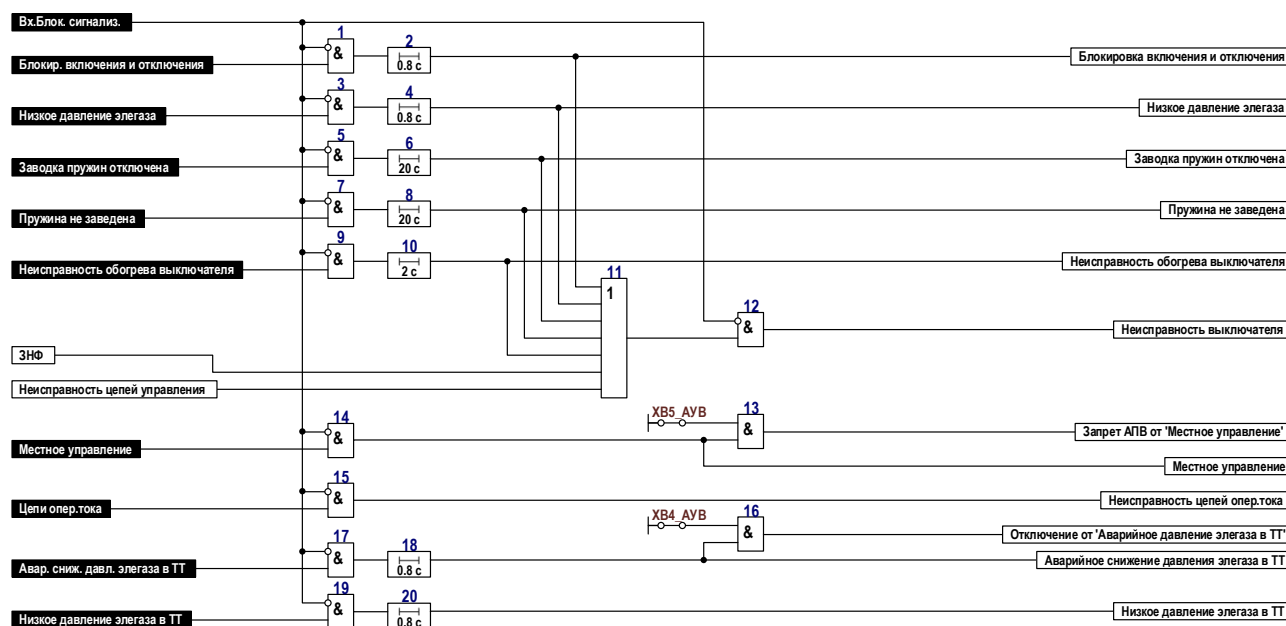 Вх.Блок. сигнализ.
1
&
2
0.8 с
Блокир. включения и отключения
Блокировка включения и отключения
3
&
4
0.8 с
Низкое давление элегаза
Низкое давление элегаза
5
&
6
20 с
Заводка пружин отключена
Заводка пружин отключена
7
&
8
20 с
Пружина не заведена
Пружина не заведена
9
&
10
2 с
Неисправность обогрева выключателя
Неисправность обогрева выключателя
11
1
12
&
Неисправность выключателя
ЗНФ
Неисправность цепей управления
14
&
Местное управление
XB5_АУВ
13
&
Запрет АПВ от 'Местное управление'
Местное управление
15
&
Цепи опер.тока
Неисправность цепей опер.тока
XB4_АУВ
16
&
Отключение от 'Аварийное давление элегаза в ТТ'
17
&
18
0.8 с
Авар. сниж. давл. элегаза в ТТ
Аварийное снижение давления элегаза в ТТ
19
&
20
0.8 с
Низкое давление элегаза в ТТ
Низкое давление элегаза в ТТ